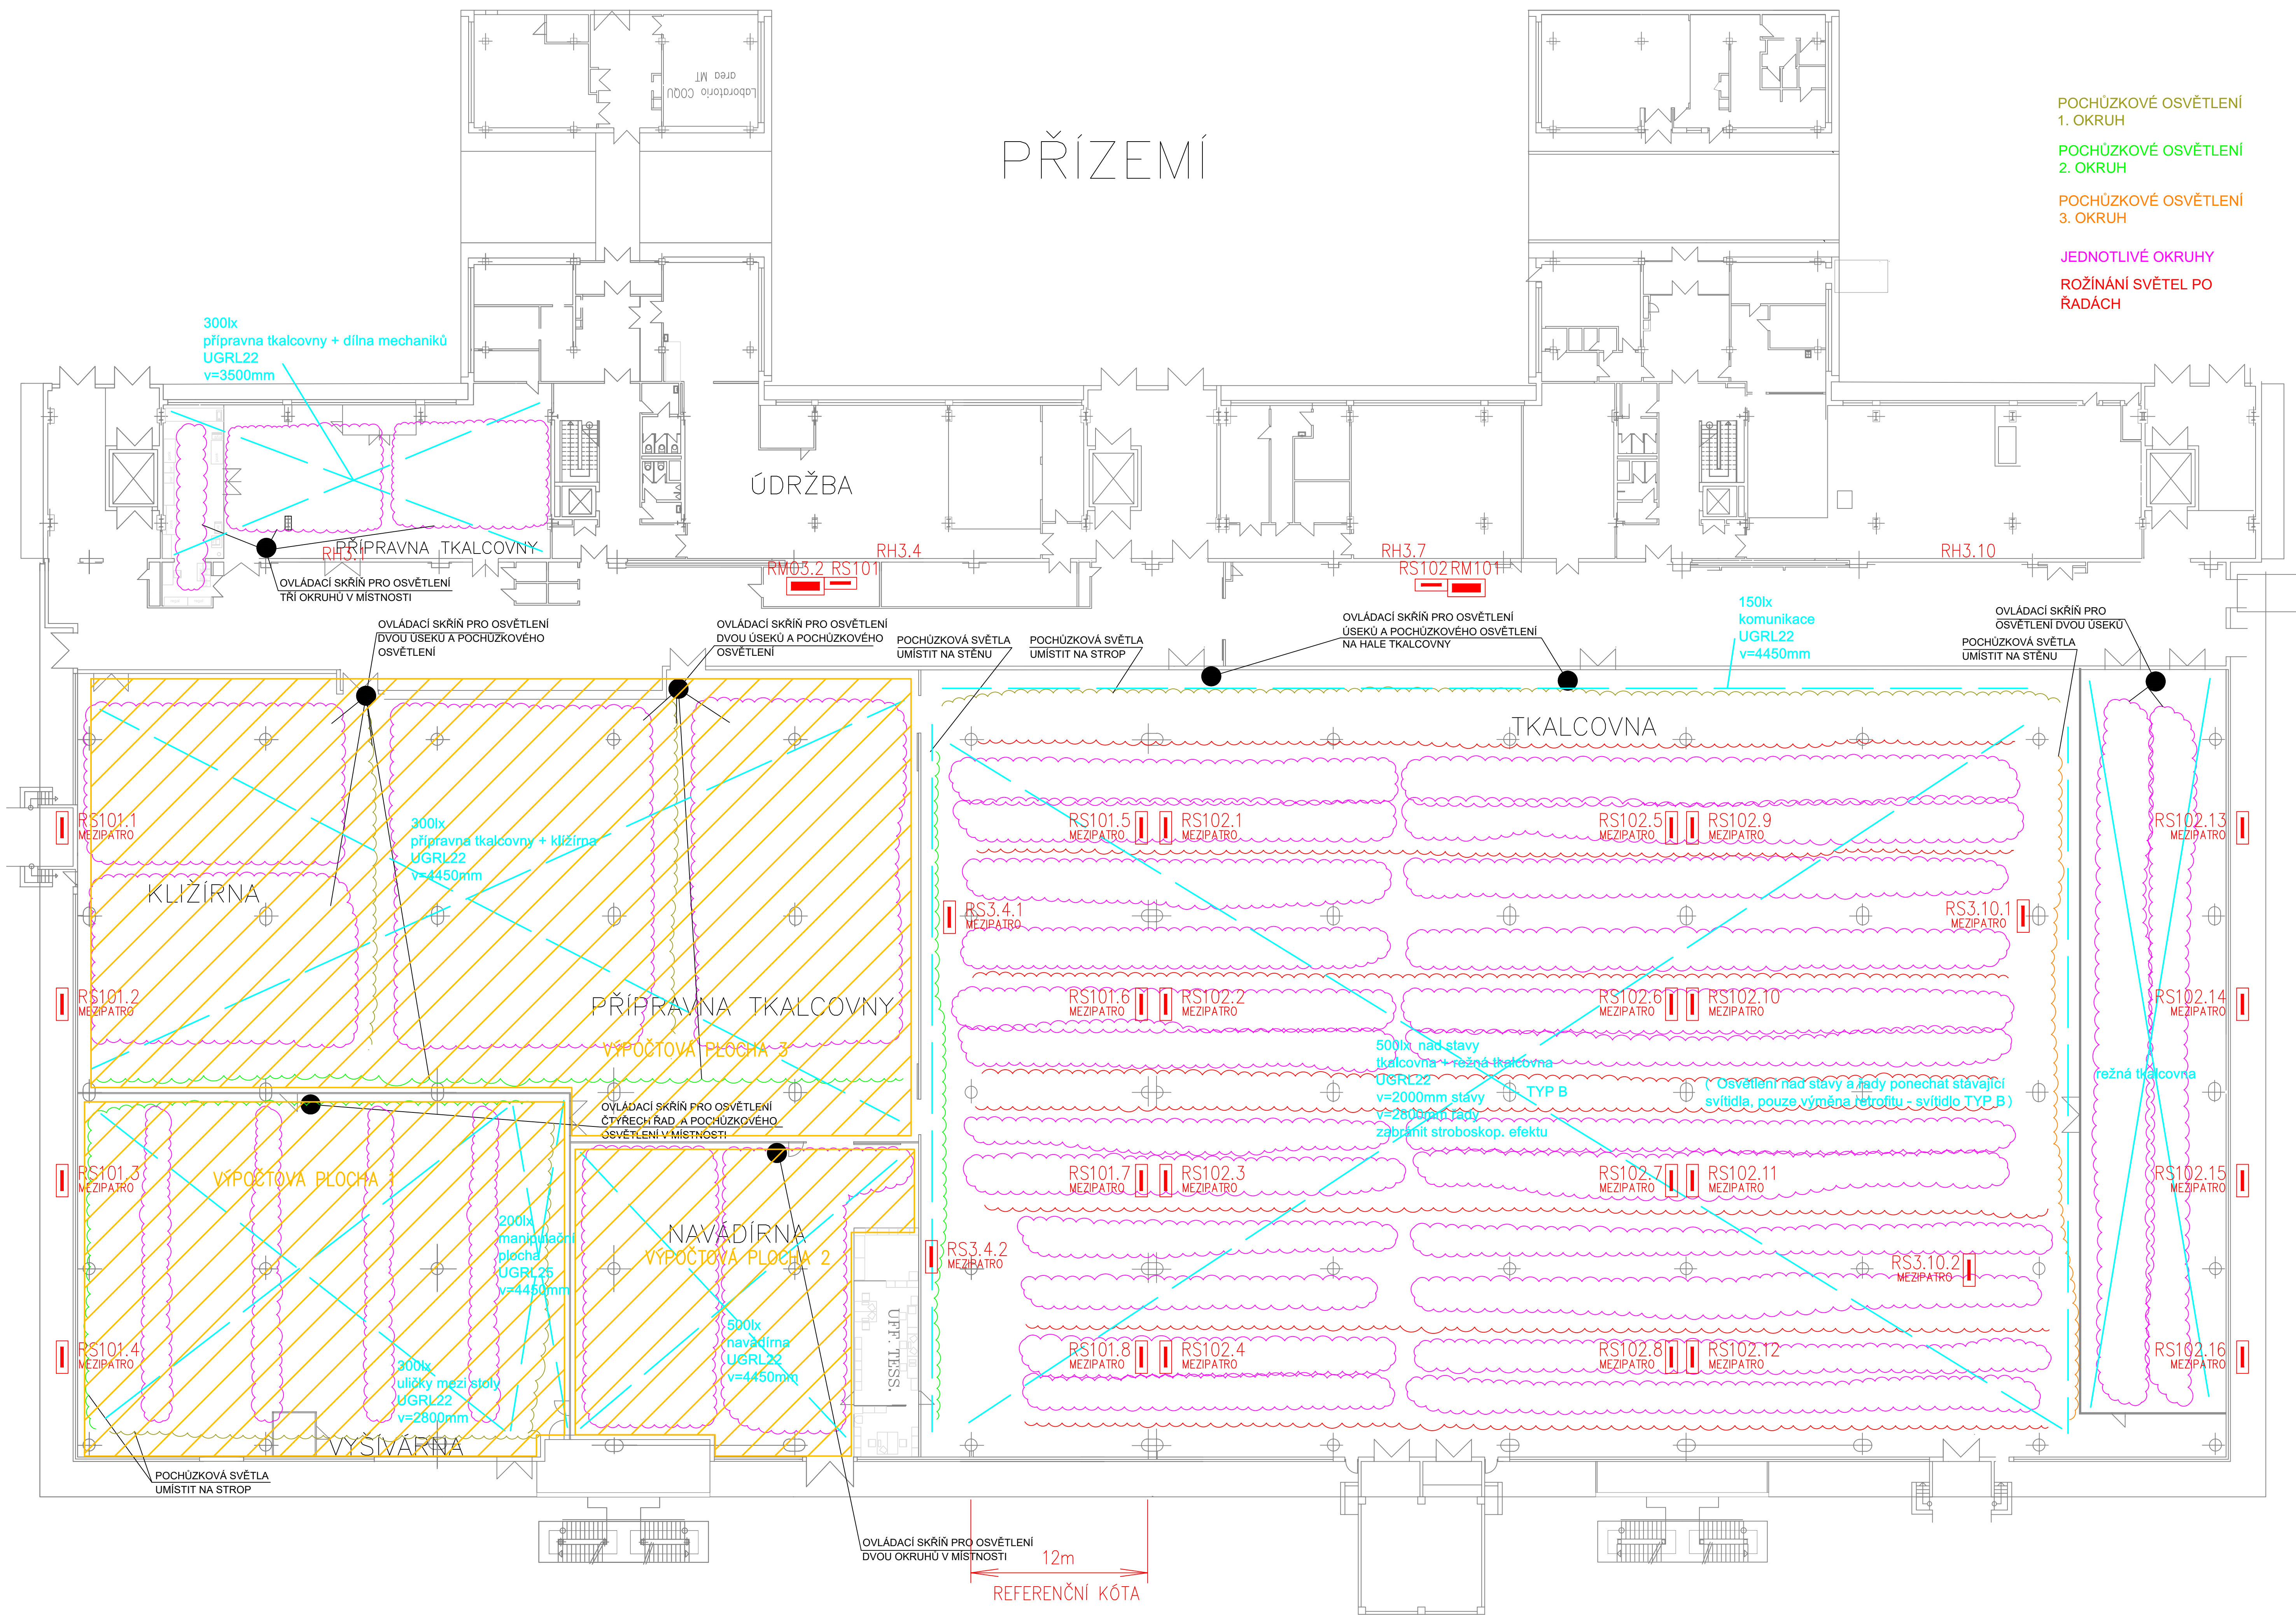 Laboratorio COQU
area MT
PŘÍZEMÍ
POCHŮZKOVÉ OSVĚTLENÍ
1. OKRUH
POCHŮZKOVÉ OSVĚTLENÍ
2. OKRUH
POCHŮZKOVÉ OSVĚTLENÍ
3. OKRUH
JEDNOTLIVÉ OKRUHY
ROŽÍNÁNÍ SVĚTEL PO
ŘADÁCH
300lx
přípravna tkalcovny + dílna mechaniků
UGRL22
v=3500mm
ÚDRŽBA
PŘÍPRAVNA TKALCOVNY
RH3.1
RH3.4
RH3.7
RH3.10
RM03.2 RS101
RS102 RM101
OVLÁDACÍ SKŘÍŇ PRO OSVĚTLENÍ
TŘÍ OKRUHŮ V MÍSTNOSTI
OVLÁDACÍ SKŘÍŇ PRO OSVĚTLENÍ
DVOU ÚSEKŮ A POCHŮZKOVÉHO
OSVĚTLENÍ
OVLÁDACÍ SKŘÍŇ PRO OSVĚTLENÍ
DVOU ÚSEKŮ A POCHŮZKOVÉHO
OSVĚTLENÍ
POCHŮZKOVÁ SVĚTLA
UMÍSTIT NA STĚNU
POCHŮZKOVÁ SVĚTLA
UMÍSTIT NA STROP
OVLÁDACÍ SKŘÍŇ PRO OSVĚTLENÍ
ÚSEKŮ A POCHŮZKOVÉHO OSVĚTLENÍ
NA HALE TKALCOVNY
150lx
komunikace
UGRL22
v=4450mm
OVLÁDACÍ SKŘÍŇ PRO
OSVĚTLENÍ DVOU ÚSEKŮ
POCHŮZKOVÁ SVĚTLA
UMÍSTIT NA STĚNU
TKALCOVNA
RS101.1
MEZIPATRO
300lx
přípravna tkalcovny + klížírna
UGRL22
v=4450mm
KLIŽÍRNA
RS101.5
MEZIPATRO
RS102.1
MEZIPATRO
RS102.5
MEZIPATRO
RS102.9
MEZIPATRO
RS102.13
MEZIPATRO
RS3.4.1
MEZIPATRO
RS3.10.1
MEZIPATRO
RS101.2
MEZIPATRO
PŘÍPRAVNA TKALCOVNY
VÝPOČTOVÁ PLOCHA 3
RS101.6
MEZIPATRO
RS102.2
MEZIPATRO
RS102.6
MEZIPATRO
RS102.10
MEZIPATRO
RS102.14
MEZIPATRO
500lx nad stavy
tkalcovna + režná tkalcovna
UGRL22
v=2000mm stavy
v=2800mm řady
zabránit stroboskop. efektu
TYP B
( Osvětlení nad stavy a řady ponechat stávající
svítidla, pouze výměna retrofitu - svítidlo TYP B )
režná tkalcovna
OVLÁDACÍ SKŘÍŇ PRO OSVĚTLENÍ
ČTYŘECH ŘAD A POCHŮZKOVÉHO
OSVĚTLENÍ V MÍSTNOSTI
RS101.3
MEZIPATRO
VÝPOČTOVÁ PLOCHA 1
200lx
manipulační
plocha
UGRL25
v=4450mm
NAVÁDÍRNA
VÝPOČTOVÁ PLOCHA 2
RS101.7
MEZIPATRO
RS102.3
MEZIPATRO
RS102.7
MEZIPATRO
RS102.11
MEZIPATRO
RS102.15
MEZIPATRO
RS3.4.2
MEZIPATRO
RS3.10.2
MEZIPATRO
UFF. TESS.
500lx
navádírna
UGRL22
v=4450mm
RS101.4
MEZIPATRO
300lx
uličky mezi stoly
UGRL22
v=2800mm
RS101.8
MEZIPATRO
RS102.4
MEZIPATRO
RS102.8
MEZIPATRO
RS102.12
MEZIPATRO
RS102.16
MEZIPATRO
VYŠÍVÁRNA
POCHŮZKOVÁ SVĚTLA
UMÍSTIT NA STROP
OVLÁDACÍ SKŘÍŇ PRO OSVĚTLENÍ
DVOU OKRUHŮ V MÍSTNOSTI
12m
REFERENČNÍ KÓTA